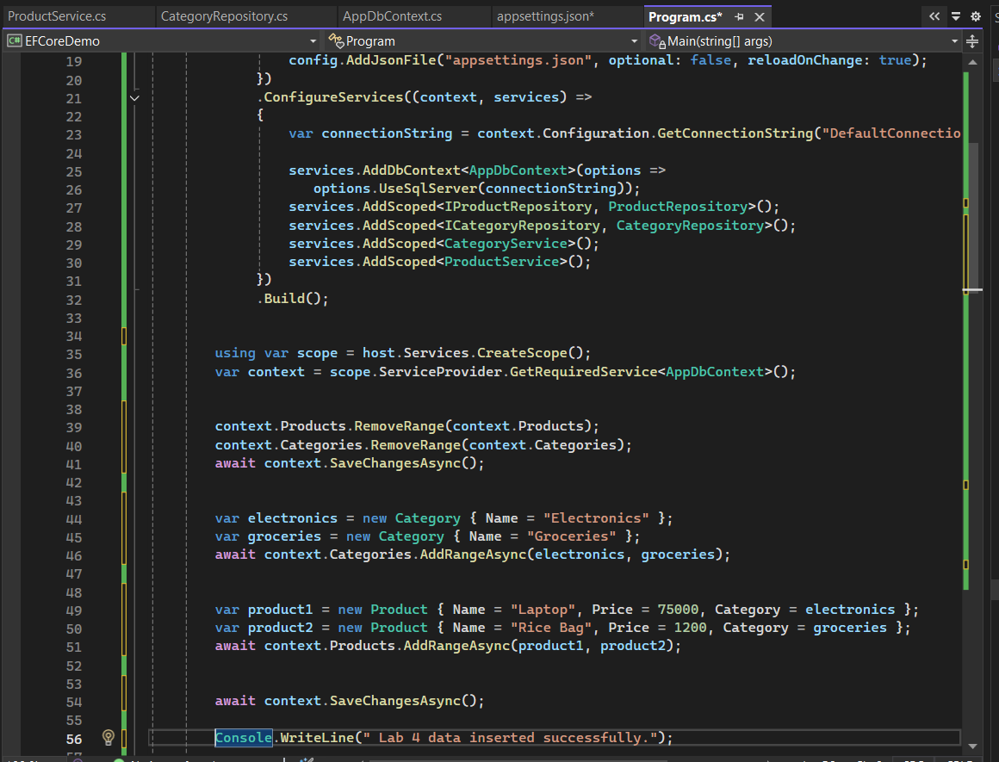 ProductService.cs CategoryRepository.cs AppDbContext.cs appsettings.json* Program.cs*
C# EFCoreDemo Program Main(string[] args)
19 config.AddJsonFile("appsettings.json", optional: false, reloadOnChange: true);
20 })
21 .ConfigureServices((context, services) =>
22 {
23 var connectionString = context.Configuration.GetConnectionString("DefaultConnectio
24
25 services.AddDbContext<AppDbContext>(options =>
26 options.UseSqlServer(connectionString));
27 services.AddScoped<IProductRepository, ProductRepository>();
28 services.AddScoped<ICategoryRepository, CategoryRepository>();
29 services.AddScoped<CategoryService>();
30 services.AddScoped<ProductService>();
31 })
32 .Build();
33
34
35 using var scope = host.Services.CreateScope();
36 var context = scope.ServiceProvider.GetRequiredService<AppDbContext>();
37
38
39 context.Products.RemoveRange(context.Products);
40 context.Categories.RemoveRange(context.Categories);
41 await context.SaveChangesAsync();
42
43
44 var electronics = new Category { Name = "Electronics" };
45 var groceries = new Category { Name = "Groceries" };
46 await context.Categories.AddRangeAsync(electronics, groceries);
47
48
49 var product1 = new Product { Name = "Laptop", Price = 75000, Category = electronics };
50 var product2 = new Product { Name = "Rice Bag", Price = 1200, Category = groceries };
51 await context.Products.AddRangeAsync(product1, product2);
52
53
54 await context.SaveChangesAsync();
55
56 Console.WriteLine(" Lab 4 data inserted successfully.");